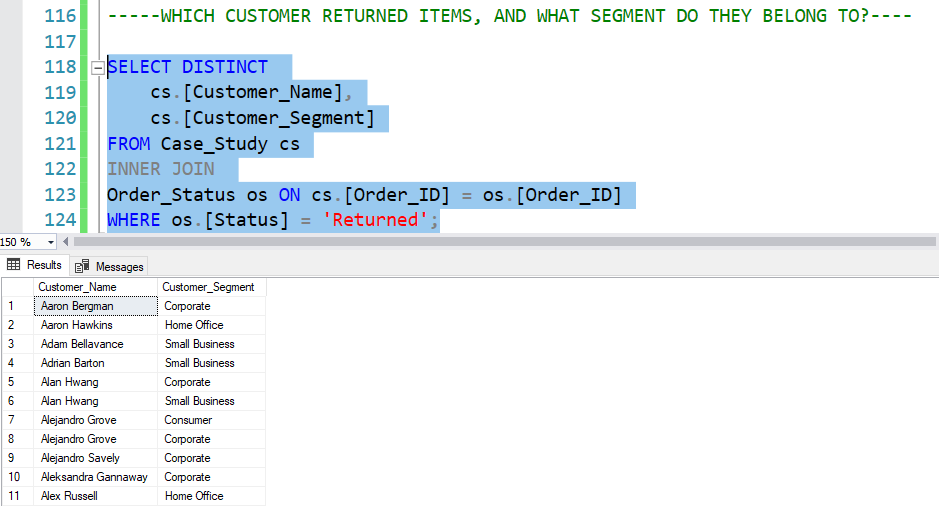 116 -----WHICH CUSTOMER RETURNED ITEMS, AND WHAT SEGMENT DO THEY BELONG TO?----
117
118 SELECT DISTINCT
119 cs.[Customer_Name],
120 cs.[Customer_Segment]
121 FROM Case_Study cs
122 INNER JOIN
123 Order_Status os ON cs.[Order_ID] = os.[Order_ID]
124 WHERE os.[Status] = 'Returned';
150 %
Results Messages
Customer_Name Customer_Segment
1 Aaron Bergman Corporate
2 Aaron Hawkins Home Office
3 Adam Bellavance Small Business
4 Adrian Barton Small Business
5 Alan Hwang Corporate
6 Alan Hwang Small Business
7 Alejandro Grove Consumer
8 Alejandro Grove Corporate
9 Alejandro Savely Corporate
10 Aleksandra Gannaway Corporate
11 Alex Russell Home Office